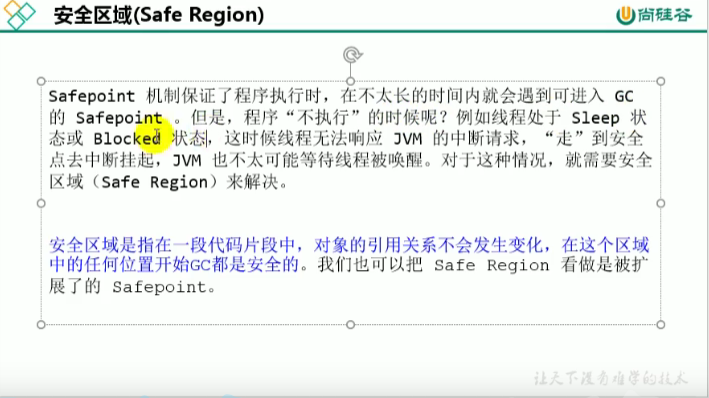 安全区域(Safe Region)
尚硅谷
Safepoint 机制保证了程序执行时，在不太长的时间内就会遇到可进入 GC
的 Safepoint 。但是，程序“不执行”的时候呢？例如线程处于 Sleep 状
态或 Blocked 状态，这时候线程无法响应 JVM 的中断请求，“走”到安全
点去中断挂起，JVM 也不太可能等待线程被唤醒。对于这种情况，就需要安全
区域（Safe Region）来解决。
安全区域是指在一段代码片段中，对象的引用关系不会发生变化，在这个区域
中的任何位置开始GC都是安全的。我们也可以把 Safe Region 看做是被扩
展了的 Safepoint。
让天下没有难学的技术